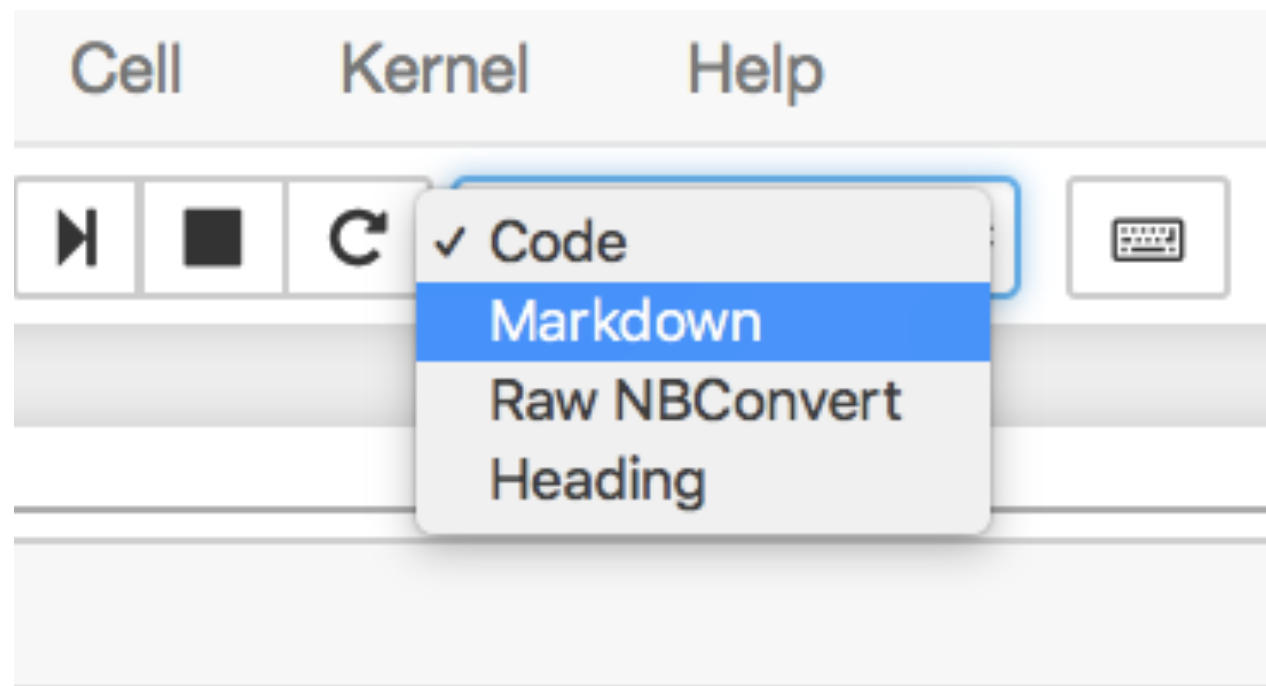 Cell Kernel Help
✓ Code
Markdown
Raw NBConvert
Heading